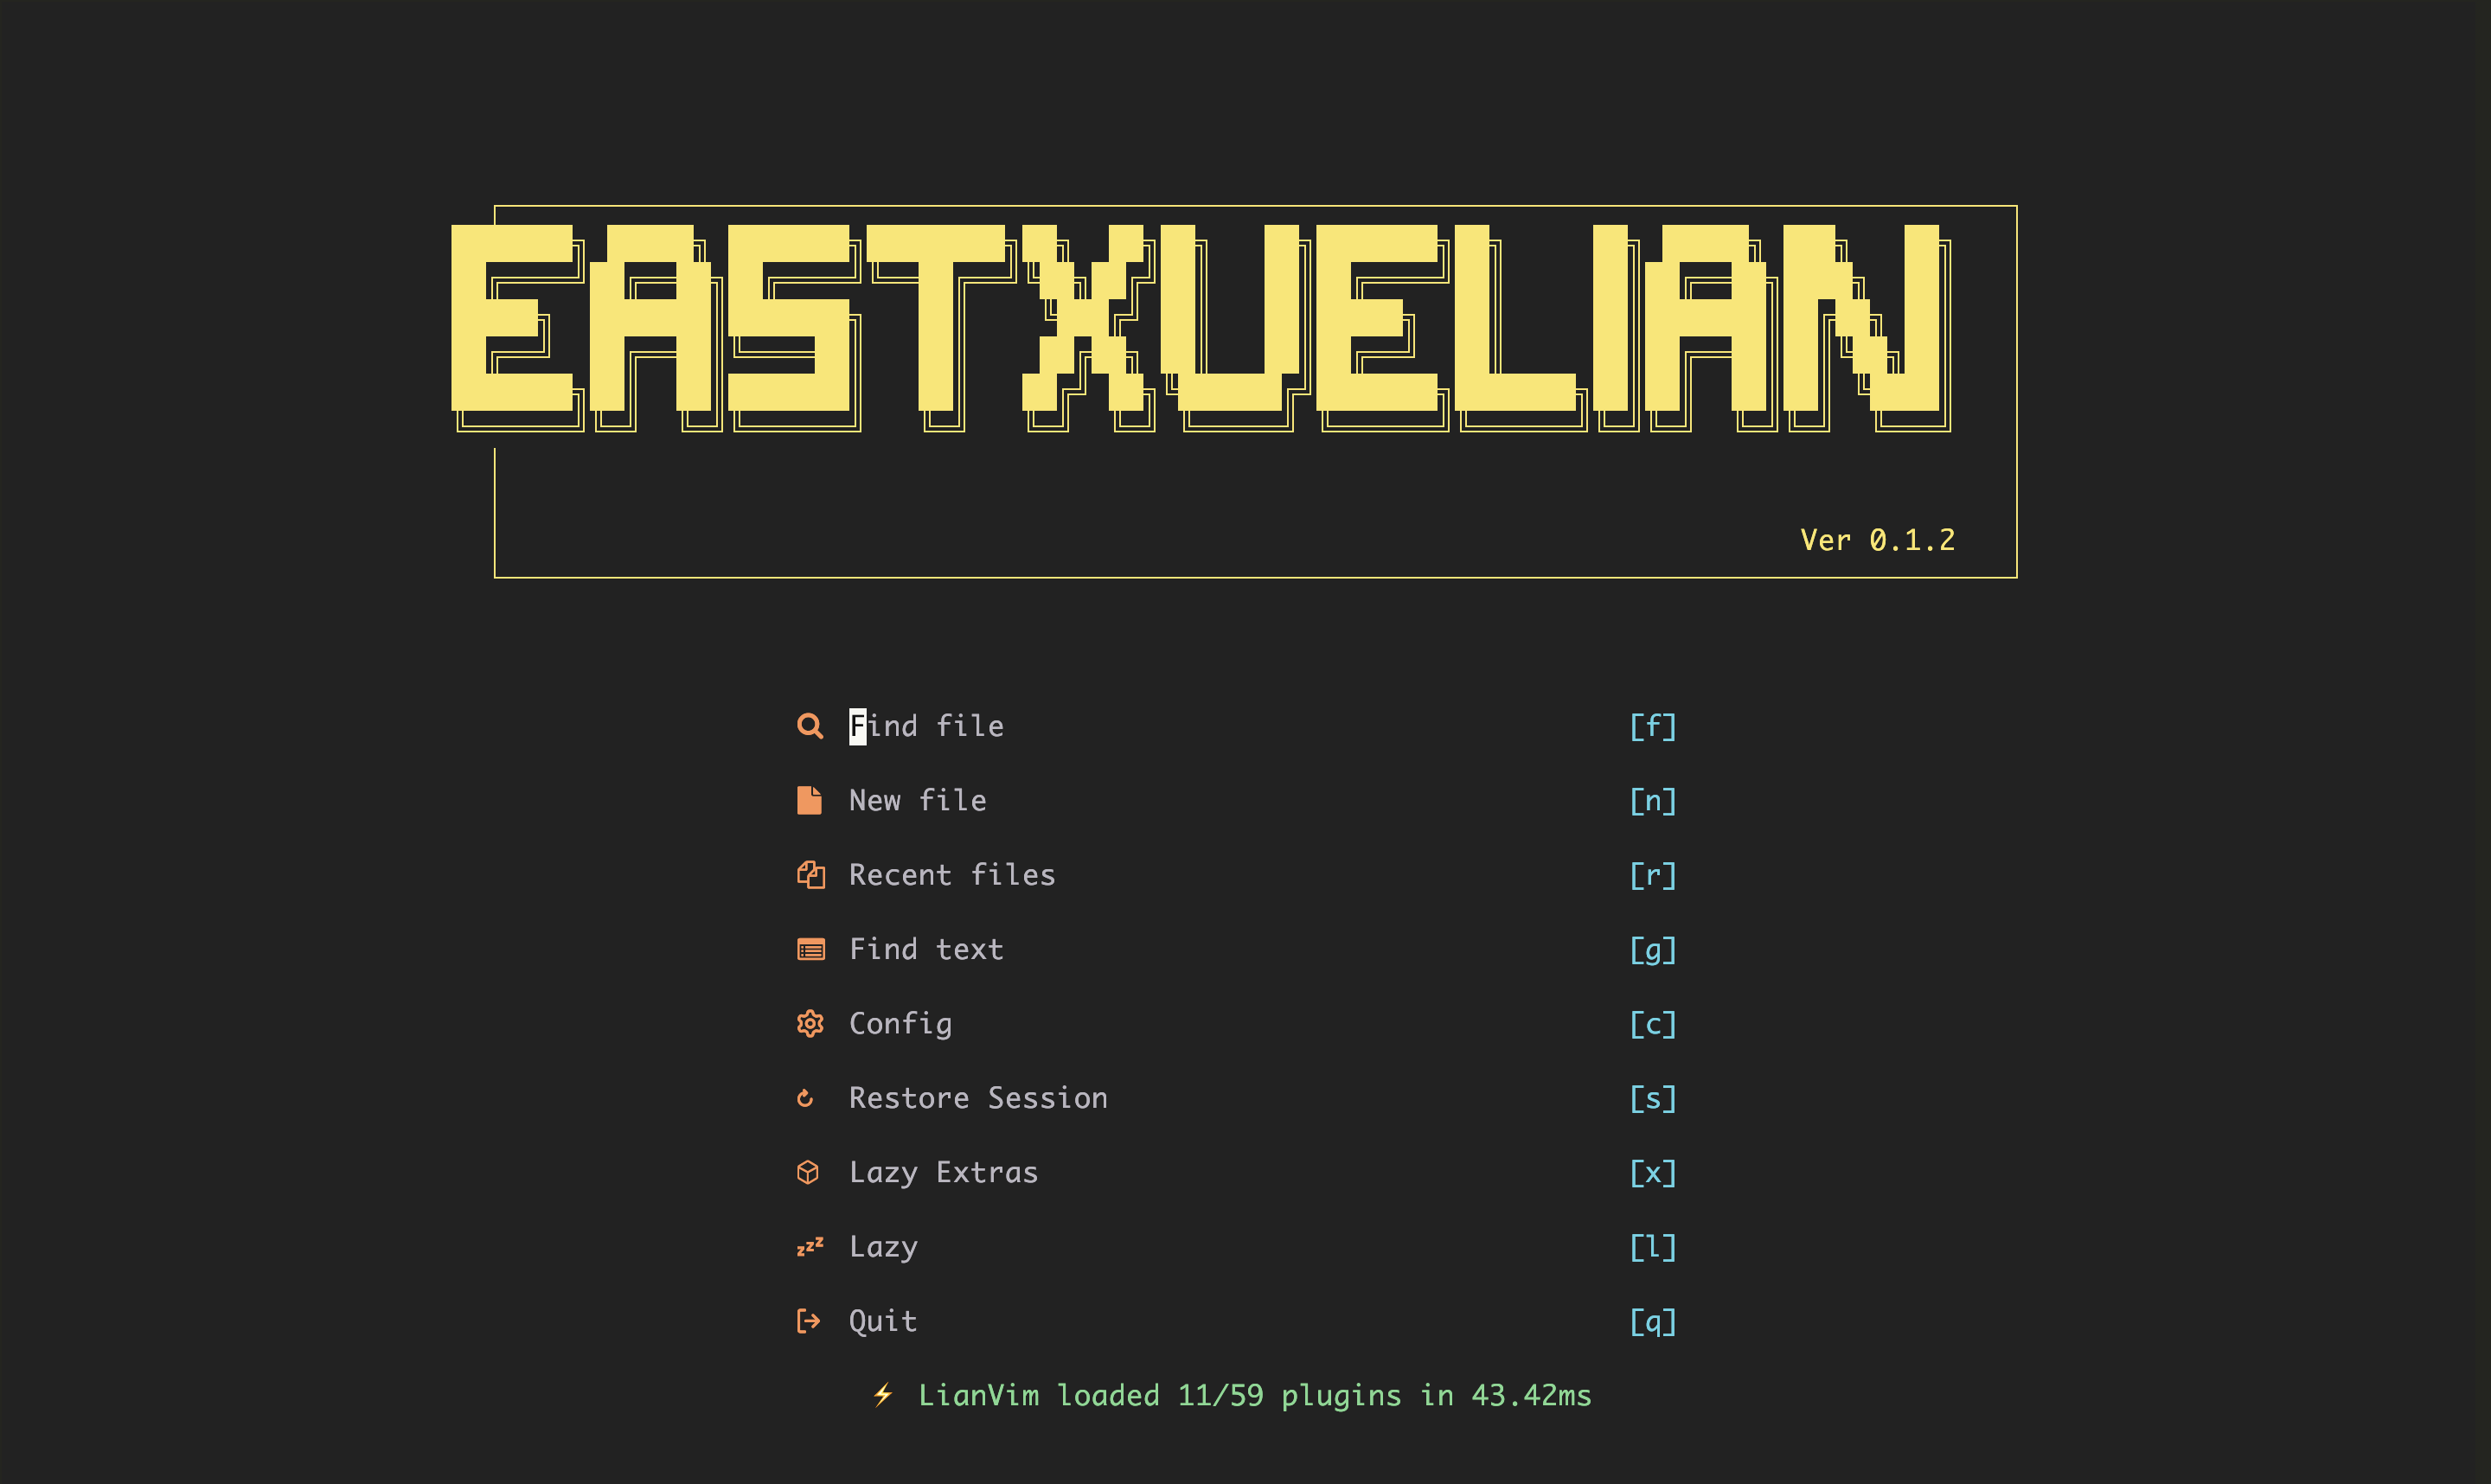 EASTXUELIAN
Ver 0.1.2
Find file [f]
New file [n]
Recent files [r]
Find text [g]
Config [c]
Restore Session [s]
Lazy Extras [x]
zzz Lazy [l]
Quit [q]
⚡ LianVim loaded 11/59 plugins in 43.42ms